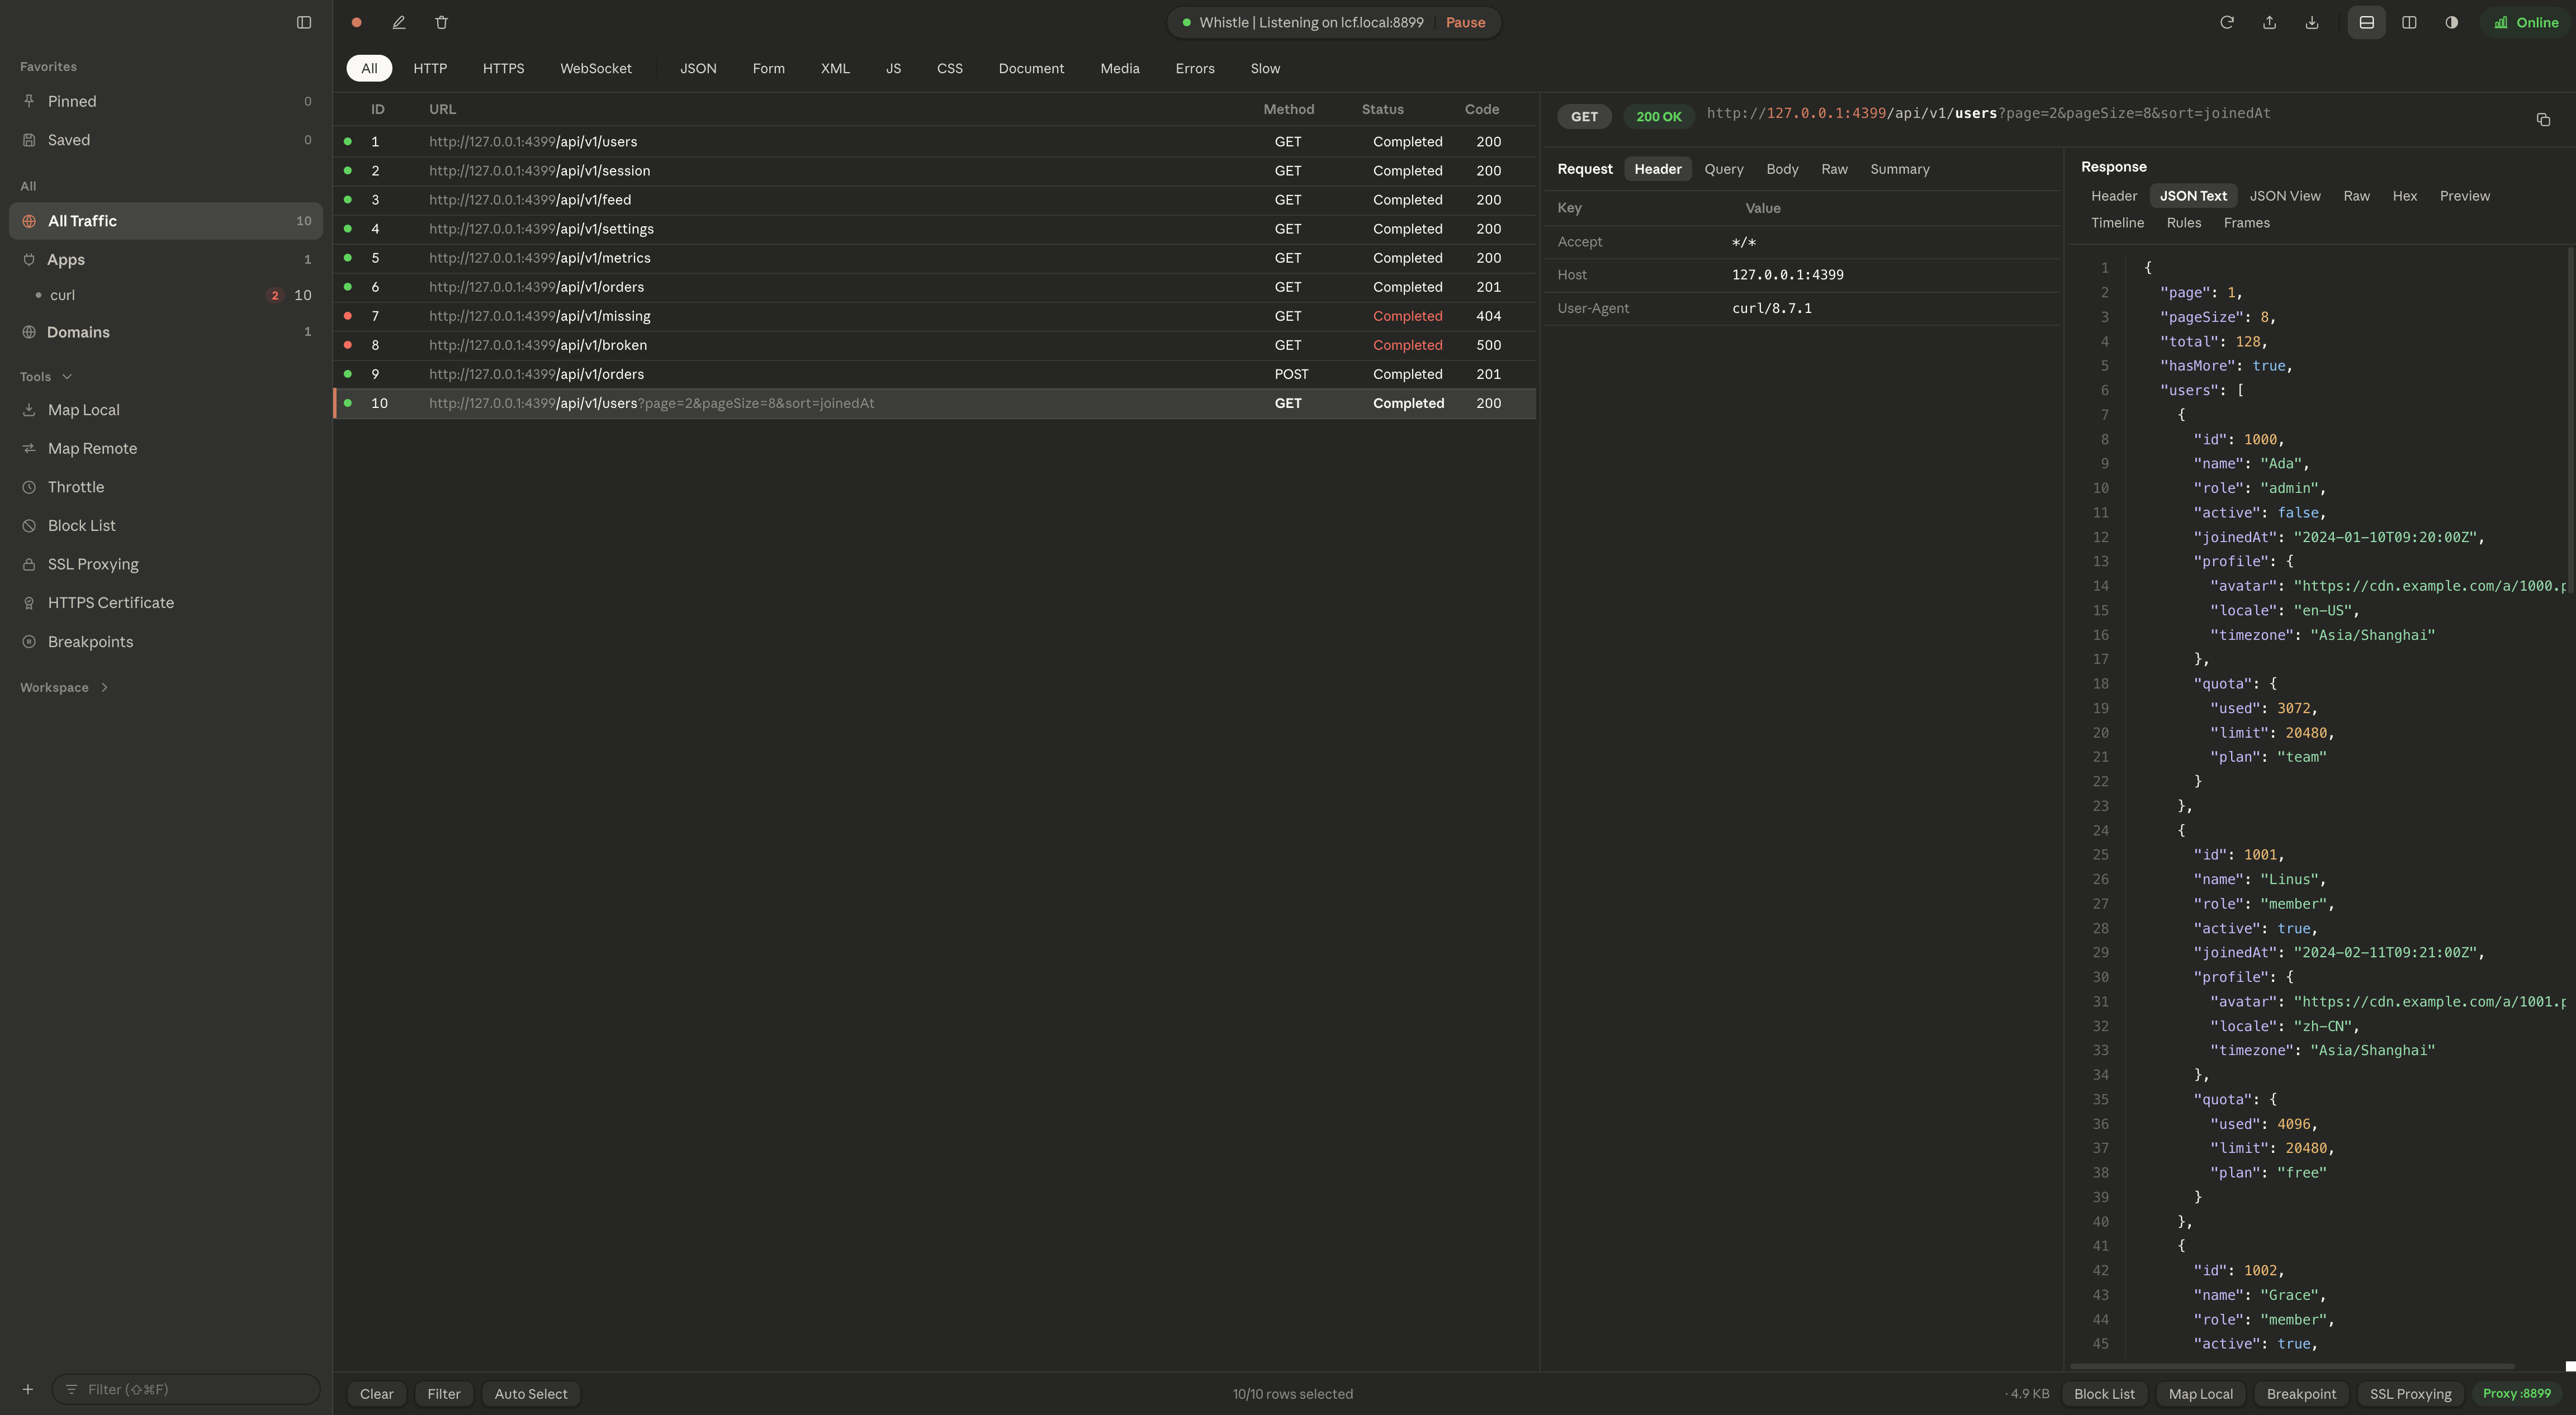 Whistle | Listening on lcf.local:8899 Pause
Online
Favorites
Pinned 0
Saved 0
All
All Traffic 10
Apps 1
curl 2 10
Domains 1
Tools
Map Local
Map Remote
Throttle
Block List
SSL Proxying
HTTPS Certificate
Breakpoints
Workspace
Filter (⇧⌘F)
All HTTP HTTPS WebSocket JSON Form XML JS CSS Document Media Errors Slow
ID URL Method Status Code
1 http://127.0.0.1:4399/api/v1/users GET Completed 200
2 http://127.0.0.1:4399/api/v1/session GET Completed 200
3 http://127.0.0.1:4399/api/v1/feed GET Completed 200
4 http://127.0.0.1:4399/api/v1/settings GET Completed 200
5 http://127.0.0.1:4399/api/v1/metrics GET Completed 200
6 http://127.0.0.1:4399/api/v1/orders GET Completed 201
7 http://127.0.0.1:4399/api/v1/missing GET Completed 404
8 http://127.0.0.1:4399/api/v1/broken GET Completed 500
9 http://127.0.0.1:4399/api/v1/orders POST Completed 201
10 http://127.0.0.1:4399/api/v1/users?page=2&pageSize=8&sort=joinedAt GET Completed 200
GET 200 OK http://127.0.0.1:4399/api/v1/users?page=2&pageSize=8&sort=joinedAt
Request Header Query Body Raw Summary
Key Value
Accept */*
Host 127.0.0.1:4399
User-Agent curl/8.7.1
Response
Header JSON Text JSON View Raw Hex Preview
Timeline Rules Frames
1 {
2 "page": 1,
3 "pageSize": 8,
4 "total": 128,
5 "hasMore": true,
6 "users": [
7 {
8 "id": 1000,
9 "name": "Ada",
10 "role": "admin",
11 "active": false,
12 "joinedAt": "2024-01-10T09:20:00Z",
13 "profile": {
14 "avatar": "https://cdn.example.com/a/1000.p
15 "locale": "en-US",
16 "timezone": "Asia/Shanghai"
17 },
18 "quota": {
19 "used": 3072,
20 "limit": 20480,
21 "plan": "team"
22 }
23 },
24 {
25 "id": 1001,
26 "name": "Linus",
27 "role": "member",
28 "active": true,
29 "joinedAt": "2024-02-11T09:21:00Z",
30 "profile": {
31 "avatar": "https://cdn.example.com/a/1001.p
32 "locale": "zh-CN",
33 "timezone": "Asia/Shanghai"
34 },
35 "quota": {
36 "used": 4096,
37 "limit": 20480,
38 "plan": "free"
39 }
40 },
41 {
42 "id": 1002,
43 "name": "Grace",
44 "role": "member",
45 "active": true,
Clear Filter Auto Select 10/10 rows selected · 4.9 KB Block List Map Local Breakpoint SSL Proxying Proxy :8899